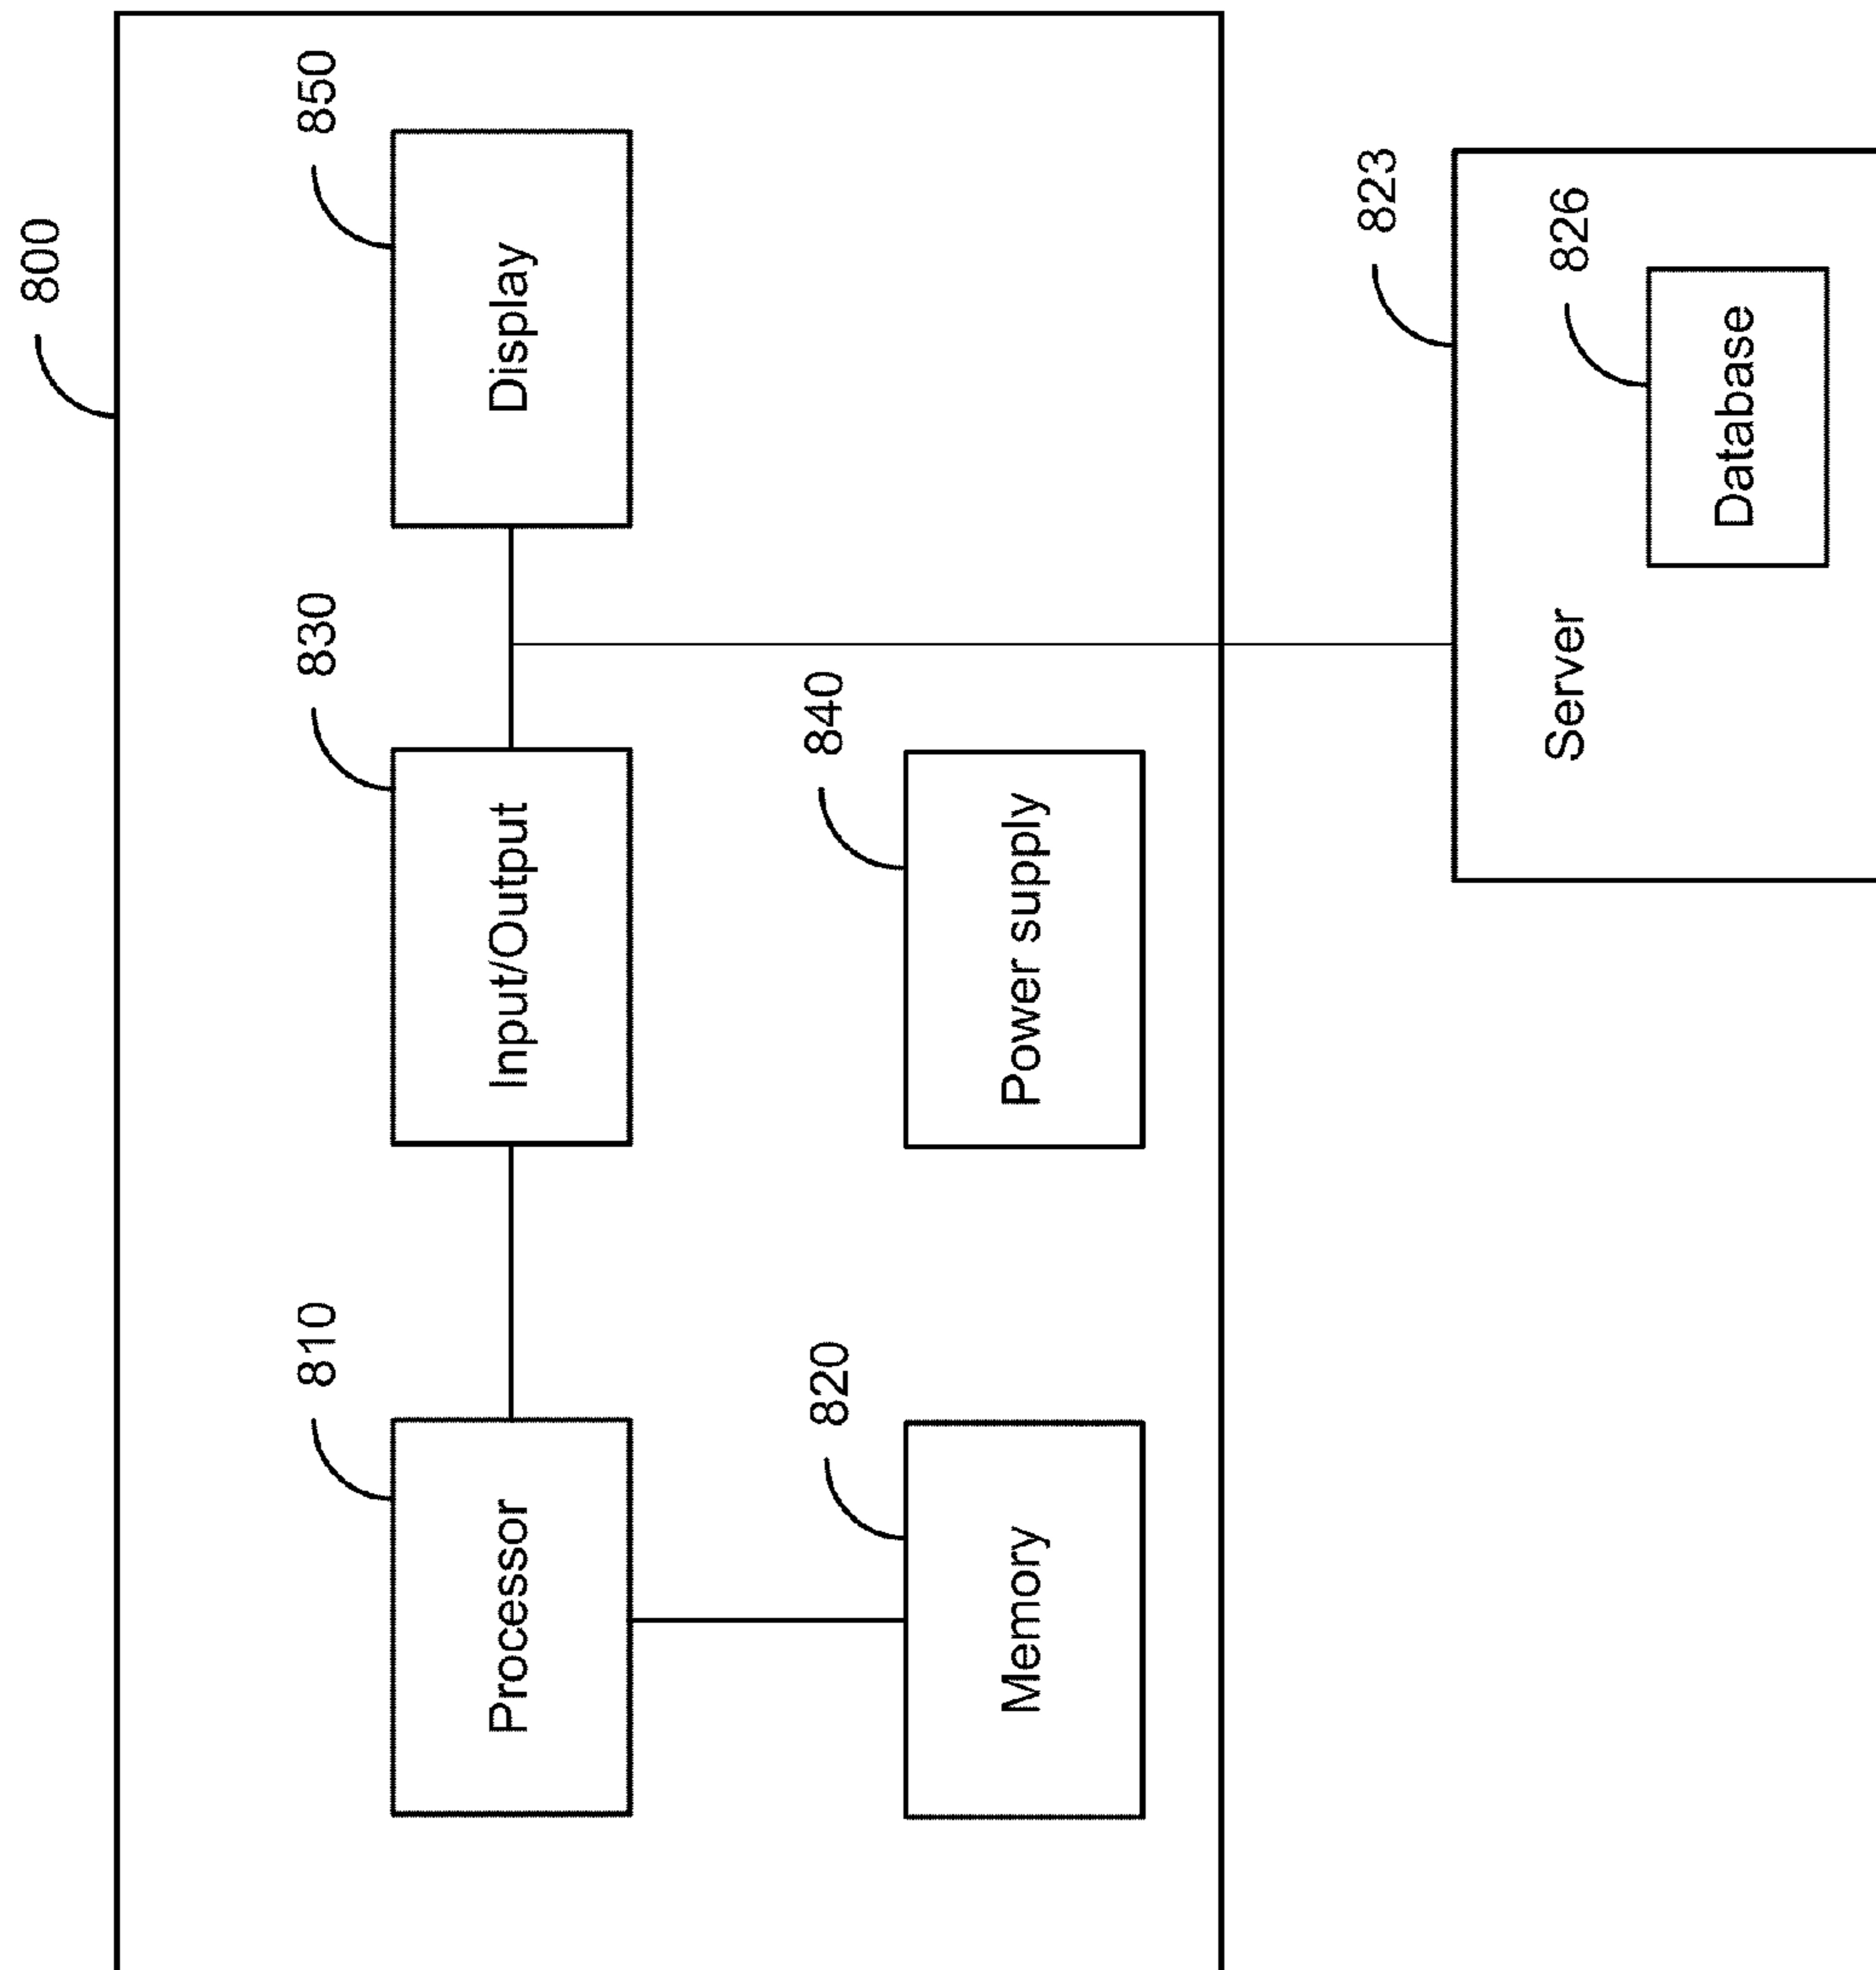 800
810
830
850
Processor
Input/Output
Display
820
840
Memory
Power supply
823
Server
826
Database